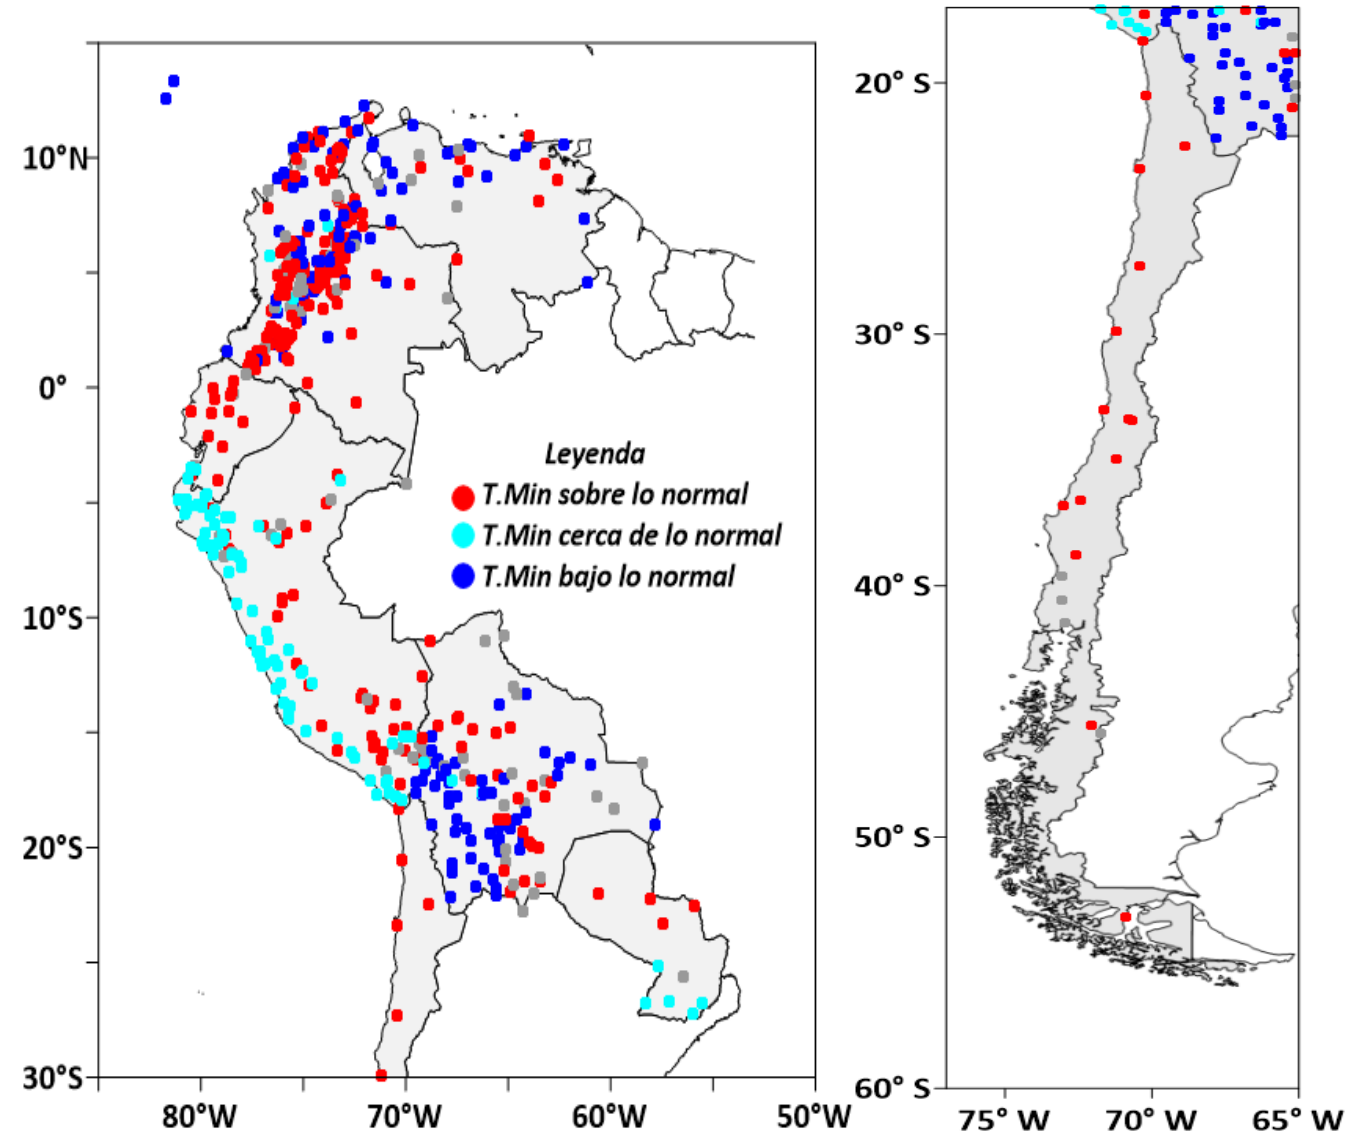 10°N
0°
10°S
20°S
30°S
80°W
70°W
60°W
50°W
Leyenda
T.Min sobre lo normal
T.Min cerca de lo normal
T.Min bajo lo normal
20° S
30° S
40° S
50° S
60° S
75° W
70° W
65° W